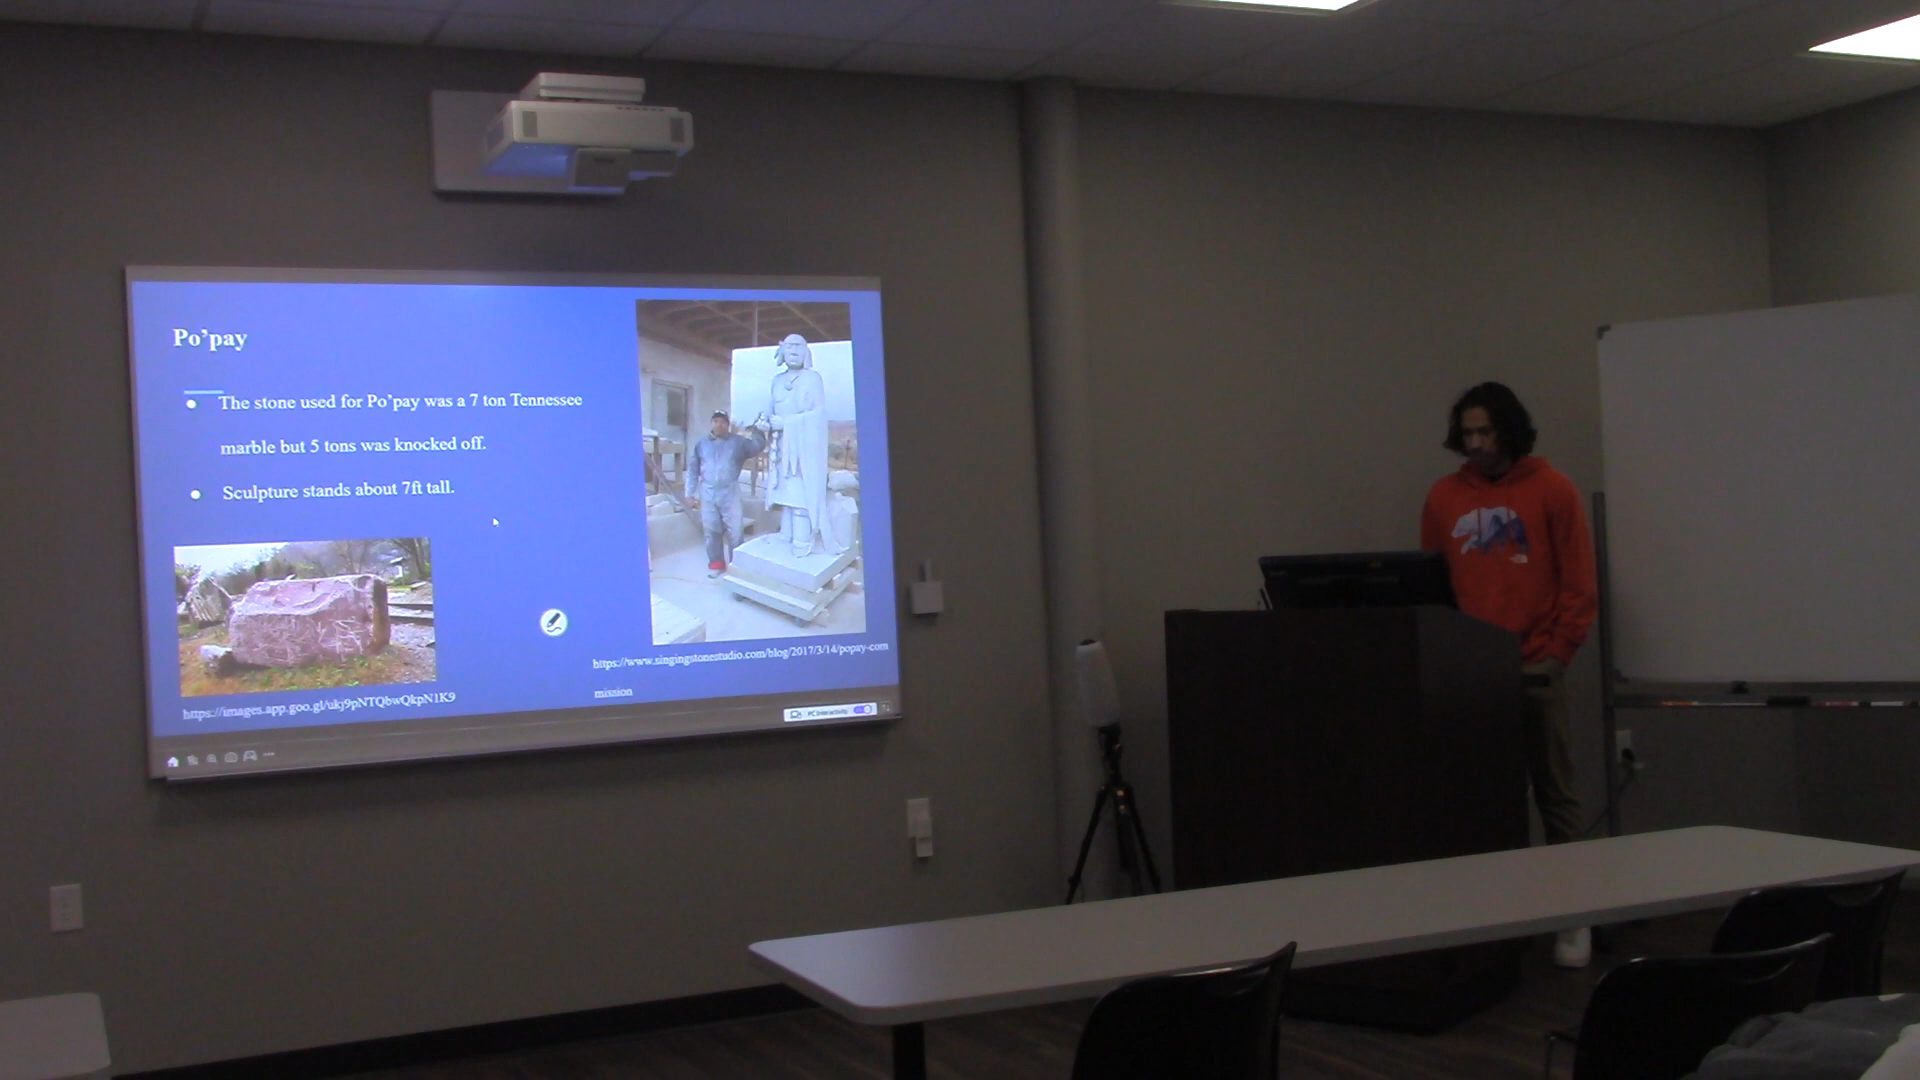 Po’pay
● The stone used for Po’pay was a 7 ton Tennessee
marble but 5 tons was knocked off.
● Sculpture stands about 7ft tall.
https://www.singingstonestudio.com/blog/2017/3/14/popay-com
mission
https://images.app.goo.gl/ukj9pNTQbwQkpN1K9
PC Interactivity